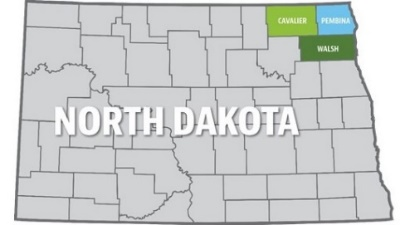 CAVALIER
PEMBINA
WALSH
NORTH DAKOTA